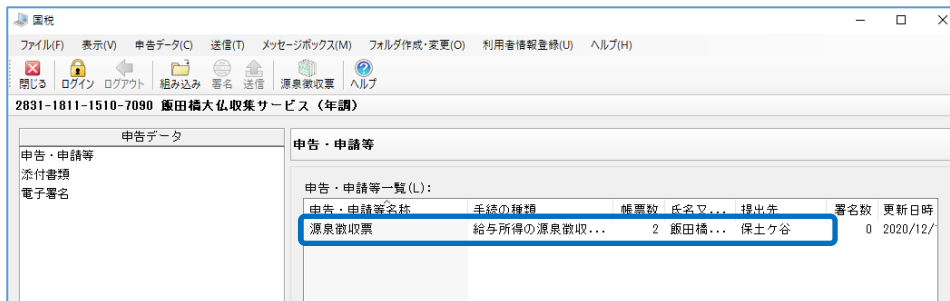 国税
ファイル(F) 表示(V) 申告データ(C) 送信(T) メッセージボックス(M) フォルダ作成・変更(O) 利用者情報登録(U) ヘルプ(H)
閉じる ログイン ログアウト 組み込み 署名 送信 源泉徴収票 ヘルプ
2831-1811-1510-7090 飯田橋大仏収集サービス（年調）
申告データ
申告・申請等
添付書類
電子署名
申告・申請等
申告・申請等一覧(L):
申告・申請等名称 手続の種類 帳票数 氏名又... 提出先 署名数 更新日時
源泉徴収票 給与所得の源泉徴収... 2 飯田橋... 保土ケ谷 0 2020/12/